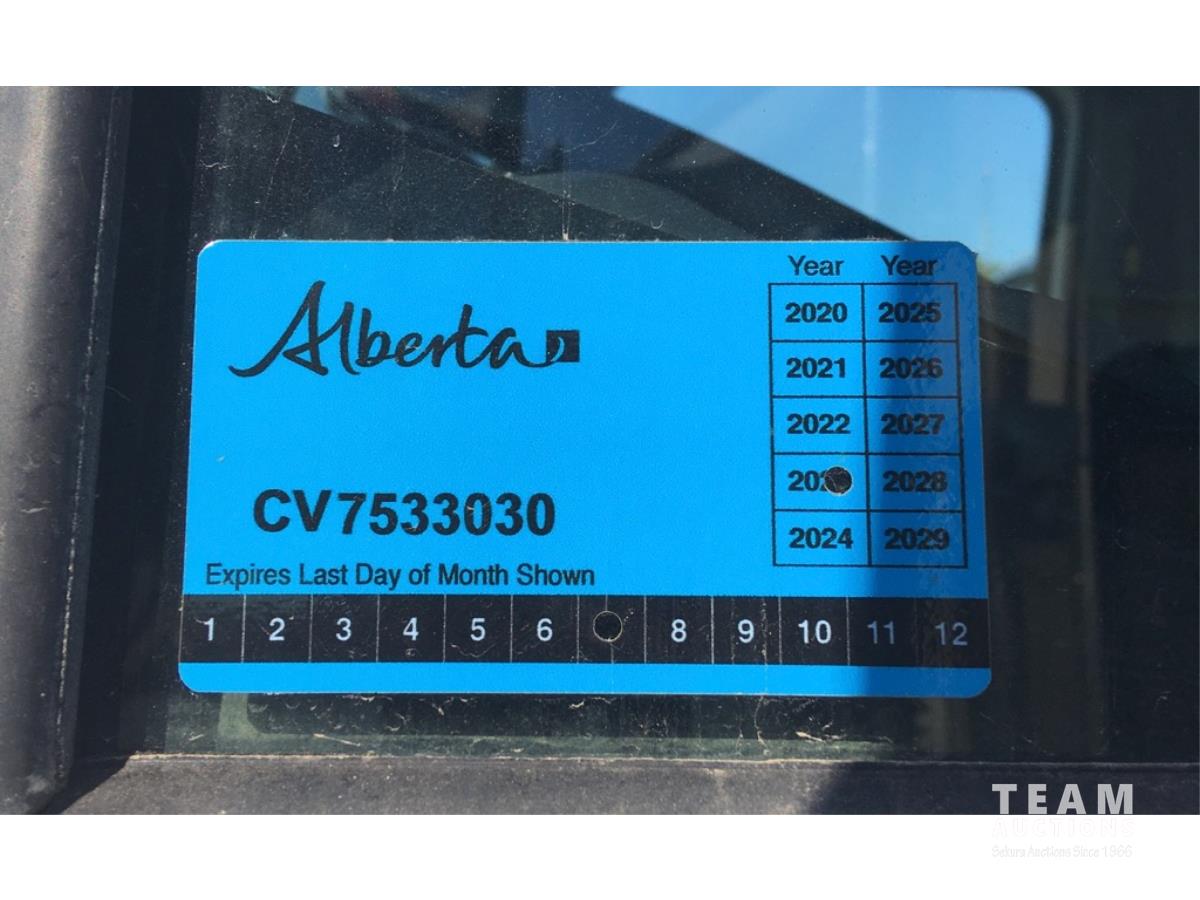 Alberta
Year Year
2020 2025
2021 2026
2022 2027
202 2028
2024 2029
CV7533030
Expires Last Day of Month Shown
1 2 3 4 5 6 8 9 10 11 12
TEAM
AUCTIONS
Sekura Auctions Since 1966